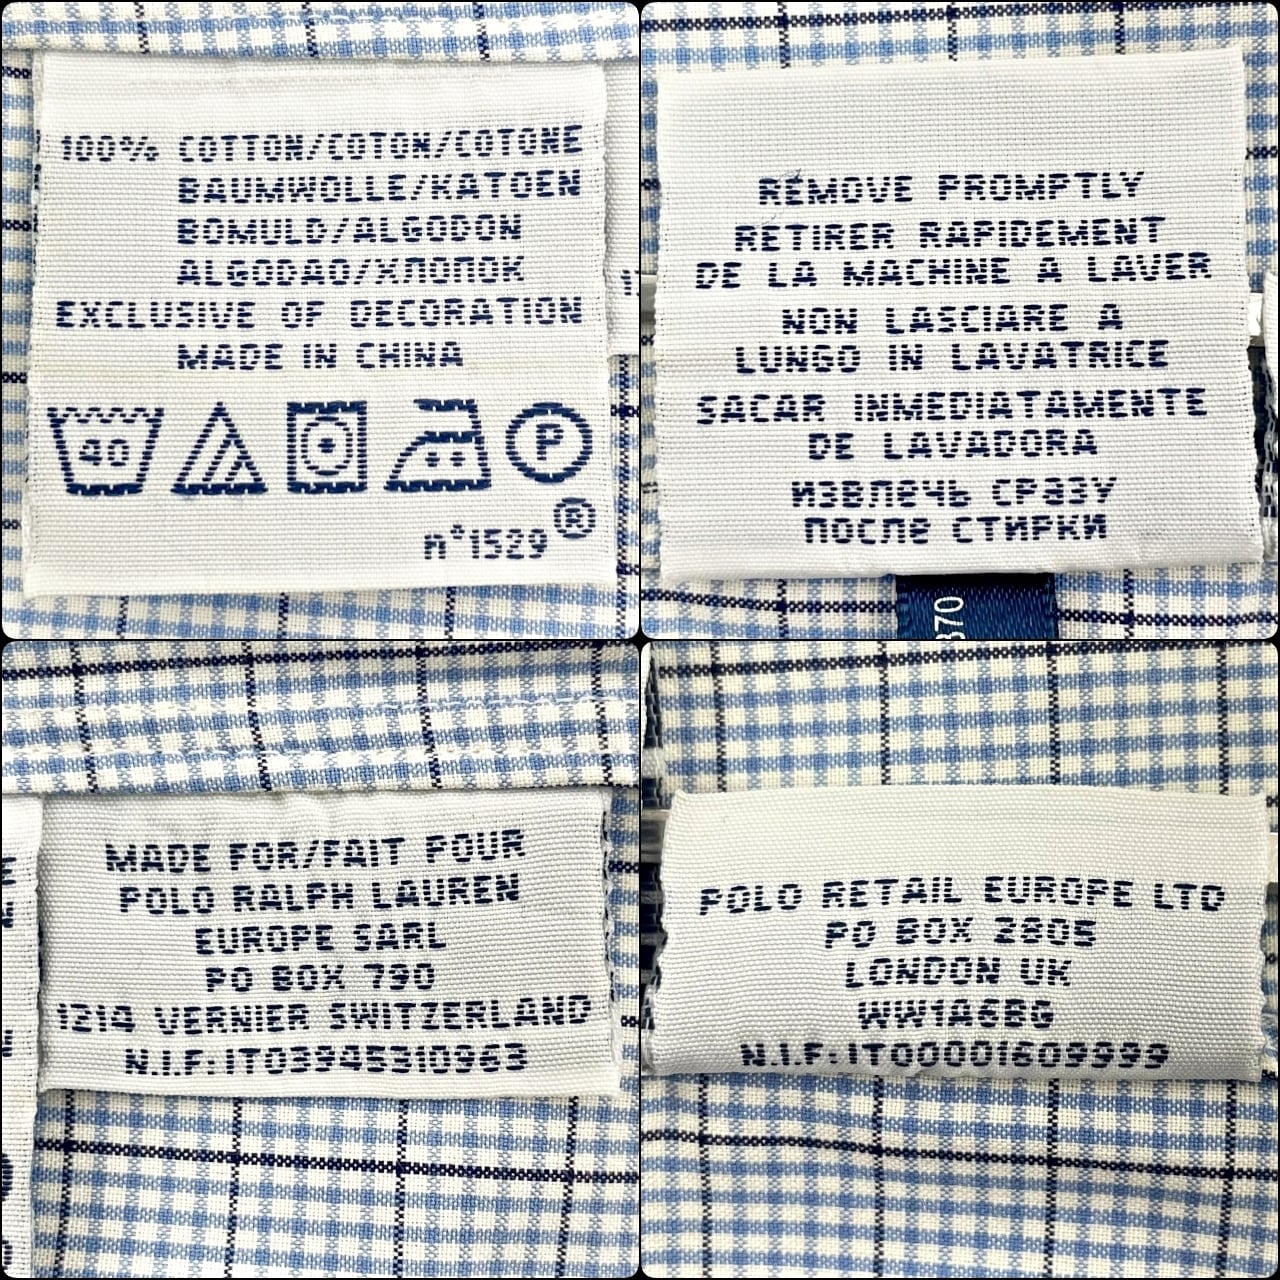 100% COTTON/COTON/COTONE
BAUMWOLLE/KATOEN
BOMULD/ALGODON
ALGODAO/ХЛОПОК
EXCLUSIVE OF DECORATION
MADE IN CHINA
40
P
n°1529®
REMOVE PROMPTLY
RETIRER RAPIDEMENT
DE LA MACHINE A LAVER
NON LASCIARE A
LUNGO IN LAVATRICE
SACAR INMEDIATAMENTE
DE LAVADORA
ИЗВЛЕЧЬ СРАЗУ
ПОСЛЕ СТИРКИ
MADE FOR/FAIT POUR
POLO RALPH LAUREN
EUROPE SARL
PO BOX 790
1214 VERNIER SWITZERLAND
N.I.F:IT03945310963
POLO RETAIL EUROPE LTD
PO BOX 2805
LONDON UK
WW1A6BG
N.I.F:IT00001609999